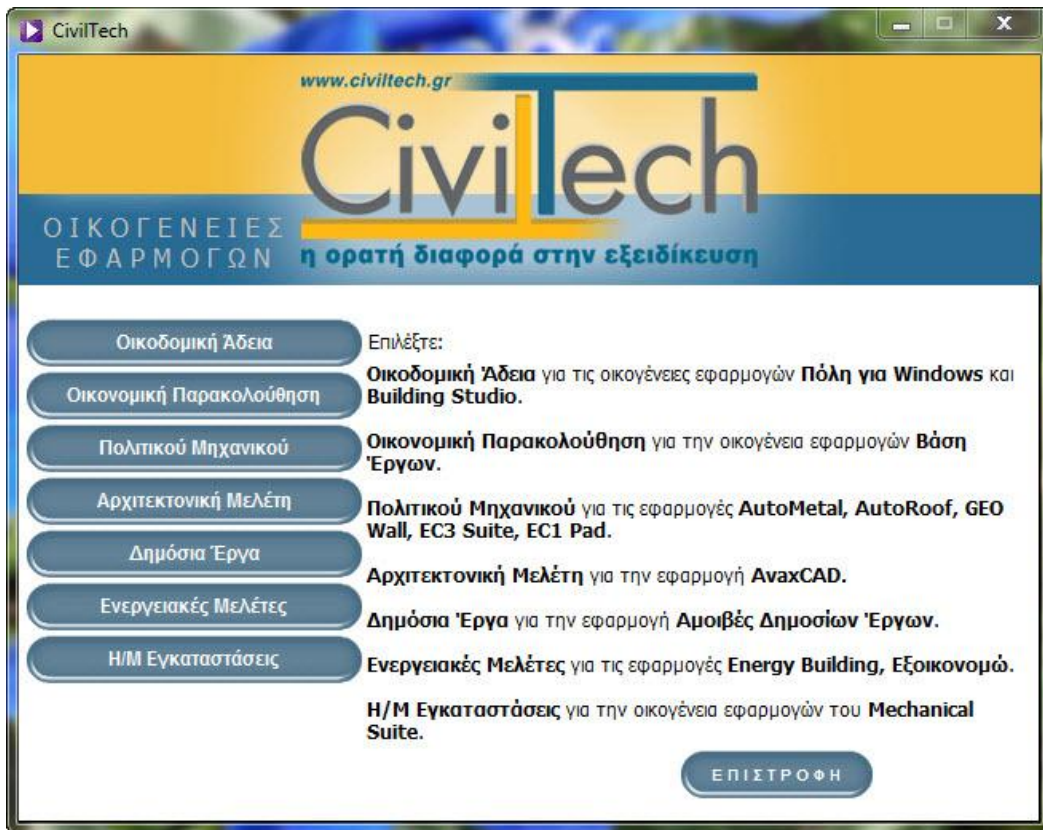 CivilTech
www.civiltech.gr
CivilTech
ΟΙΚΟΓΕΝΕΙΕΣ
ΕΦΑΡΜΟΓΩΝ
η ορατή διαφορά στην εξειδίκευση
Οικοδομική Άδεια
Οικονομική Παρακολούθηση
Πολιτικού Μηχανικού
Αρχιτεκτονική Μελέτη
Δημόσια Έργα
Ενεργειακές Μελέτες
Η/Μ Εγκαταστάσεις
Επιλέξτε:
Οικοδομική Άδεια για τις οικογένειες εφαρμογών Πόλη για Windows και
Building Studio.
Οικονομική Παρακολούθηση για την οικογένεια εφαρμογών Βάση
Έργων.
Πολιτικού Μηχανικού για τις εφαρμογές AutoMetal, AutoRoof, GEO
Wall, EC3 Suite, EC1 Pad.
Αρχιτεκτονική Μελέτη για την εφαρμογή AvaxCAD.
Δημόσια Έργα για την εφαρμογή Αμοιβές Δημοσίων Έργων.
Ενεργειακές Μελέτες για τις εφαρμογές Energy Building, Εξοικονομώ.
Η/Μ Εγκαταστάσεις για την οικογένεια εφαρμογών του Mechanical
Suite.
ΕΠΙΣΤΡΟΦΗ